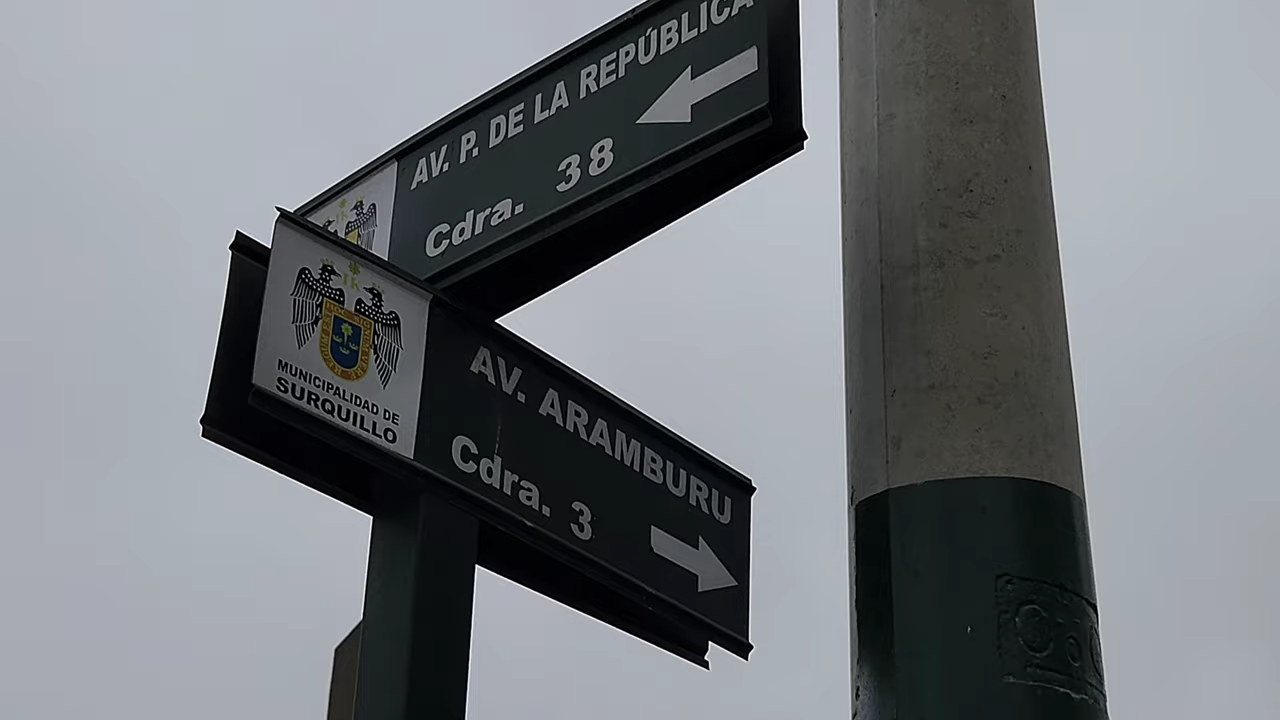 AV. P. DE LA REPÚBLICA
Cdra. 38
MUNICIPALIDAD DE
SURQUILLO
AV. ARAMBURU
Cdra. 3